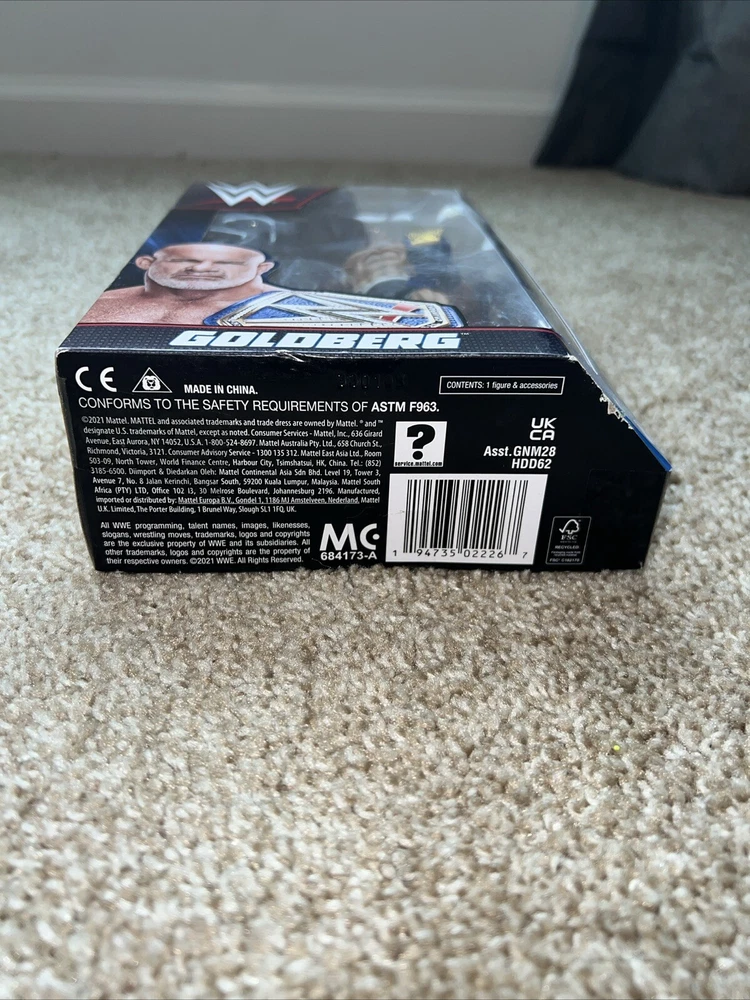 W
GOLDBERG™
CE
MADE IN CHINA.
CONTENTS: 1 figure & accessories
CONFORMS TO THE SAFETY REQUIREMENTS OF ASTM F963.
©2021 Mattel. MATTEL and associated trademarks and trade dress are owned by Mattel. ® and ™
designate U.S. trademarks of Mattel, except as noted. Consumer Services - Mattel, Inc., 636 Girard
Avenue, East Aurora, NY 14052, U.S.A. 1-800-524-8697. Mattel Australia Pty. Ltd., 658 Church St.,
Richmond, Victoria, 3121. Consumer Advisory Service - 1300 135 312. Mattel East Asia Ltd., Room
503-09, North Tower, World Finance Centre, Harbour City, Tsimshatsui, HK, China. Tel.: (852)
3185-6500. Diimport & Diedarkan Oleh: Mattel Continental Asia Sdn Bhd. Level 19, Tower 3,
Avenue 7, No. 8 Jalan Kerinchi, Bangsar South, 59200 Kuala Lumpur, Malaysia. Mattel South
Africa (PTY) LTD, Office 102 I3, 30 Melrose Boulevard, Johannesburg 2196. Manufactured,
imported or distributed by: Mattel Europa B.V., Gondel 1, 1186 MJ Amstelveen, Nederland. Mattel
U.K. Limited, The Porter Building, 1 Brunel Way, Slough SL1 1FQ, UK.
All WWE programming, talent names, images, likenesses,
slogans, wrestling moves, trademarks, logos and copyrights
are the exclusive property of WWE and its subsidiaries. All
other trademarks, logos and copyrights are the property of
their respective owners. ©2021 WWE. All Rights Reserved.
MC
684173-A
?
service.mattel.com
UK
CA
Asst.GNM28
HDD62
1 94735 02226 7
FSC
RECYCLED